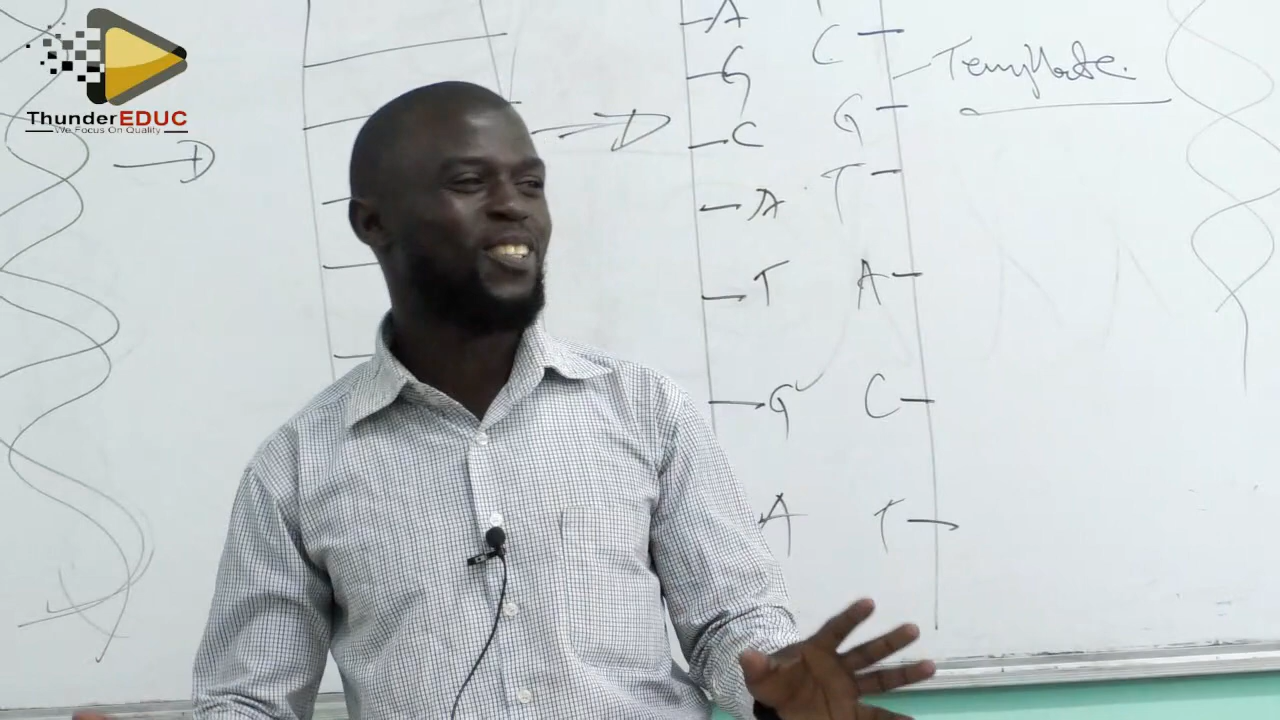 ThunderEDUC
We Focus On Quality
A
G C
C G
A T
T A
G C
A T
Template.